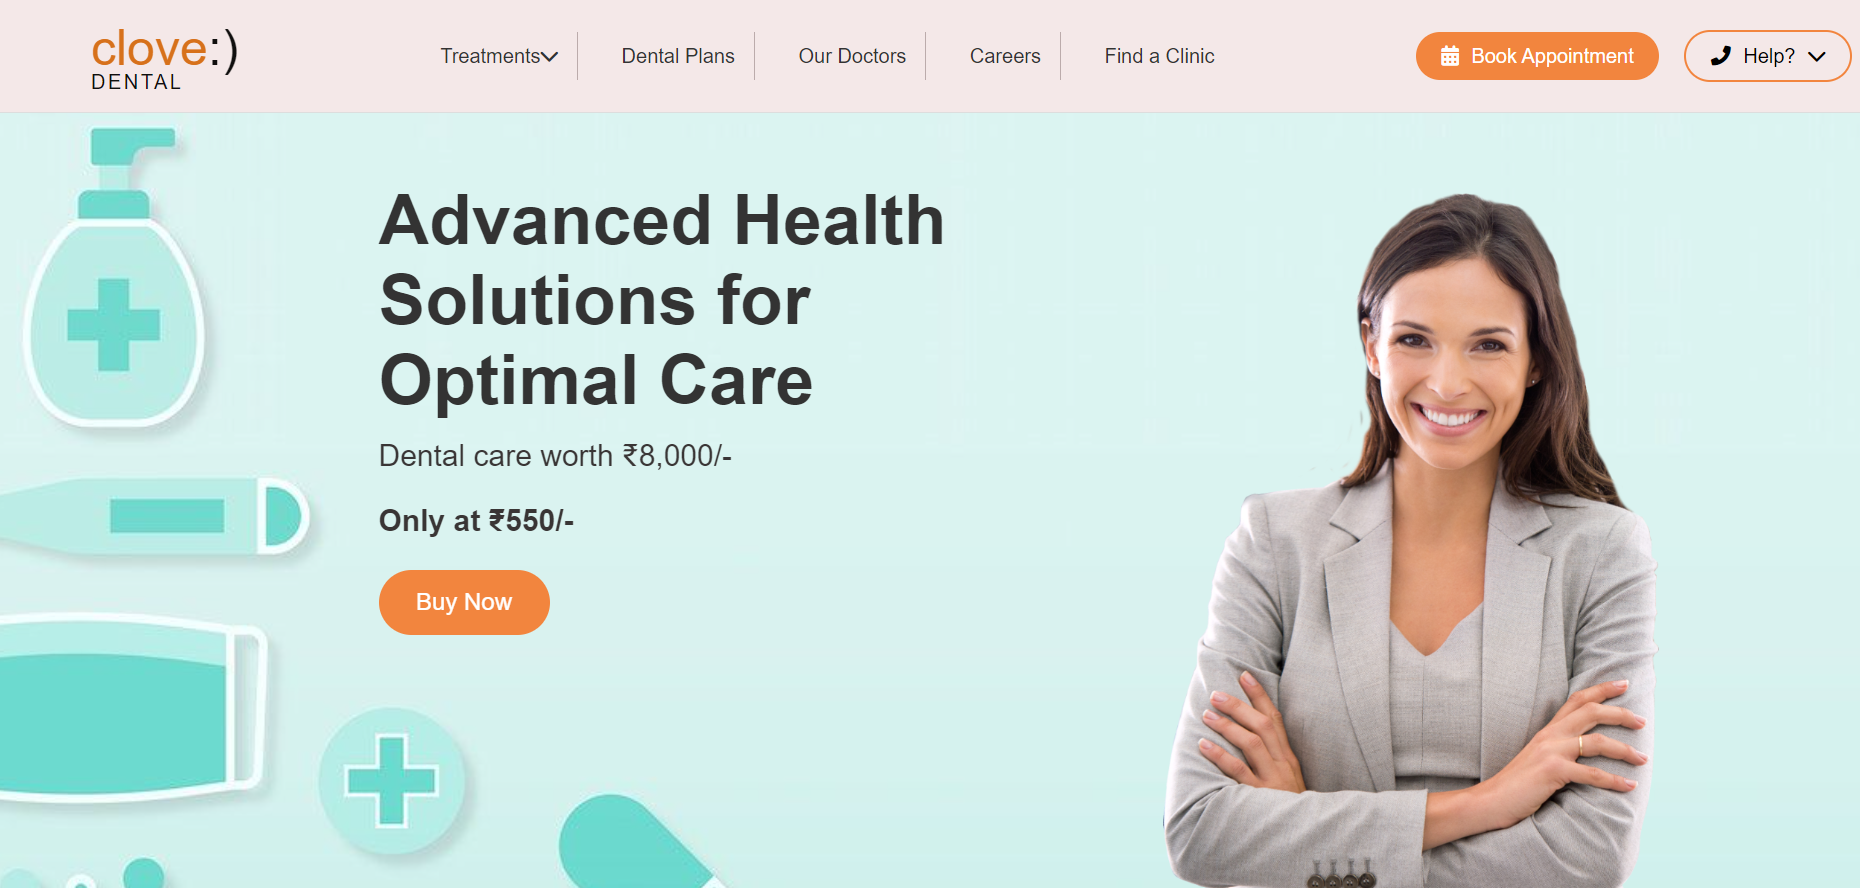 clove:)
DENTAL
Treatments
Dental Plans
Our Doctors
Careers
Find a Clinic
Book Appointment
Help?
Advanced Health
Solutions for
Optimal Care
Dental care worth ₹8,000/-
Only at ₹550/-
Buy Now